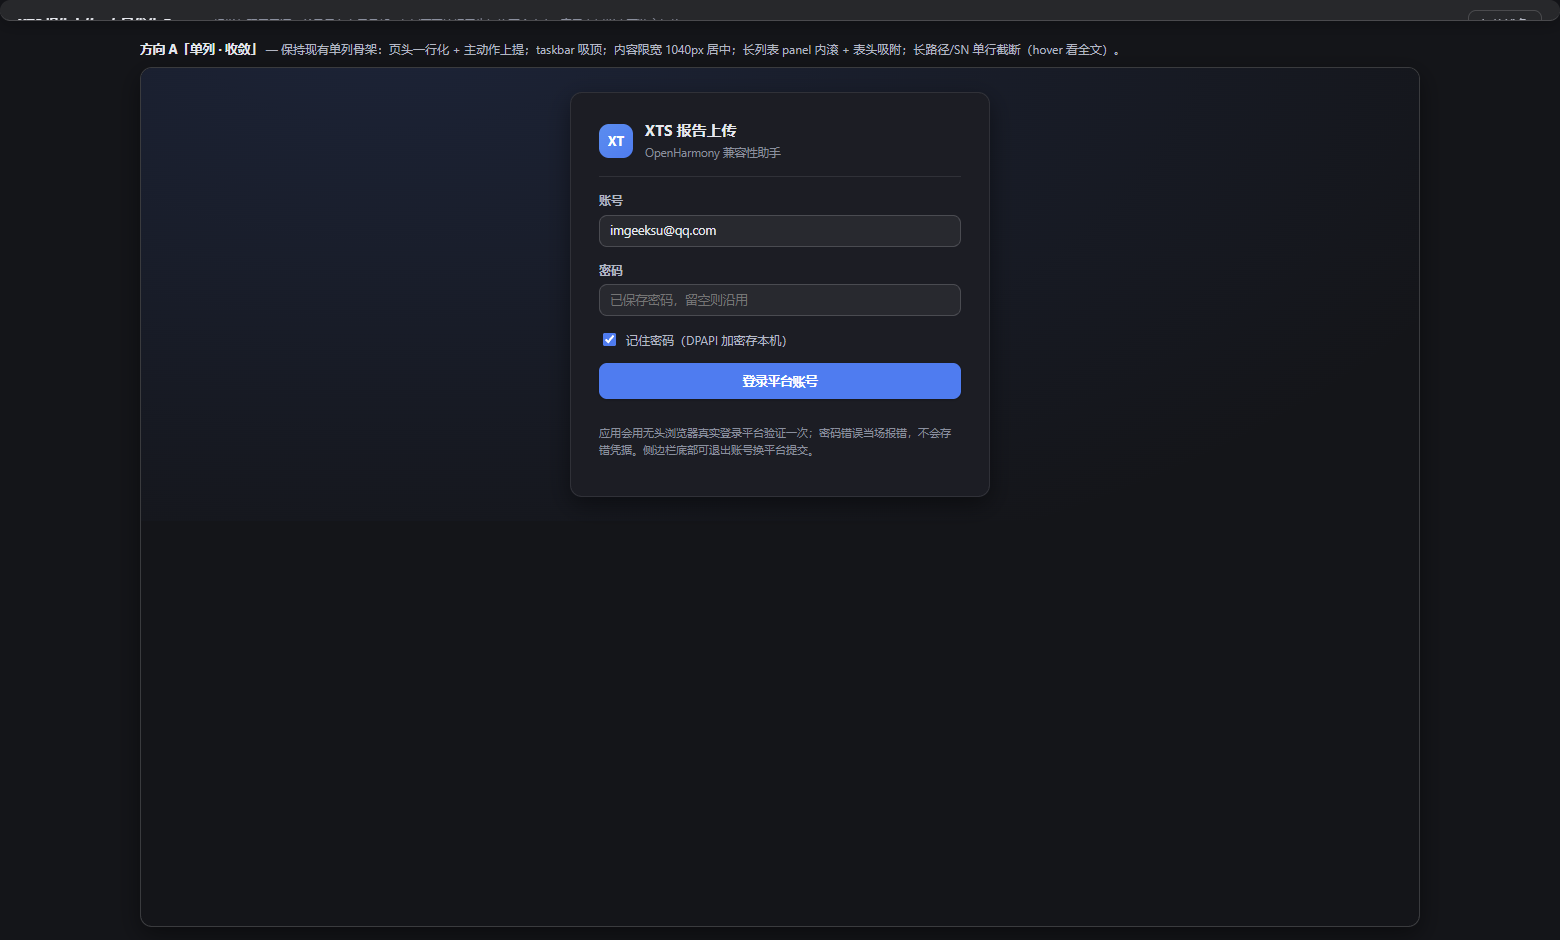 方向 A「单列 · 收敛」 — 保持现有单列骨架：页头一行化 + 主动作上提；taskbar 吸顶；内容限宽 1040px 居中；长列表 panel 内滚 + 表头吸附；长路径/SN 单行截断（hover 看全文）。
XT
XTS 报告上传
OpenHarmony 兼容性助手
账号
imgeeksu@qq.com
密码
已保存密码，留空则沿用
记住密码（DPAPI 加密存本机）
登录平台账号
应用会用无头浏览器真实登录平台验证一次；密码错误当场报错，不会存
错凭据。侧边栏底部可退出账号换平台提交。